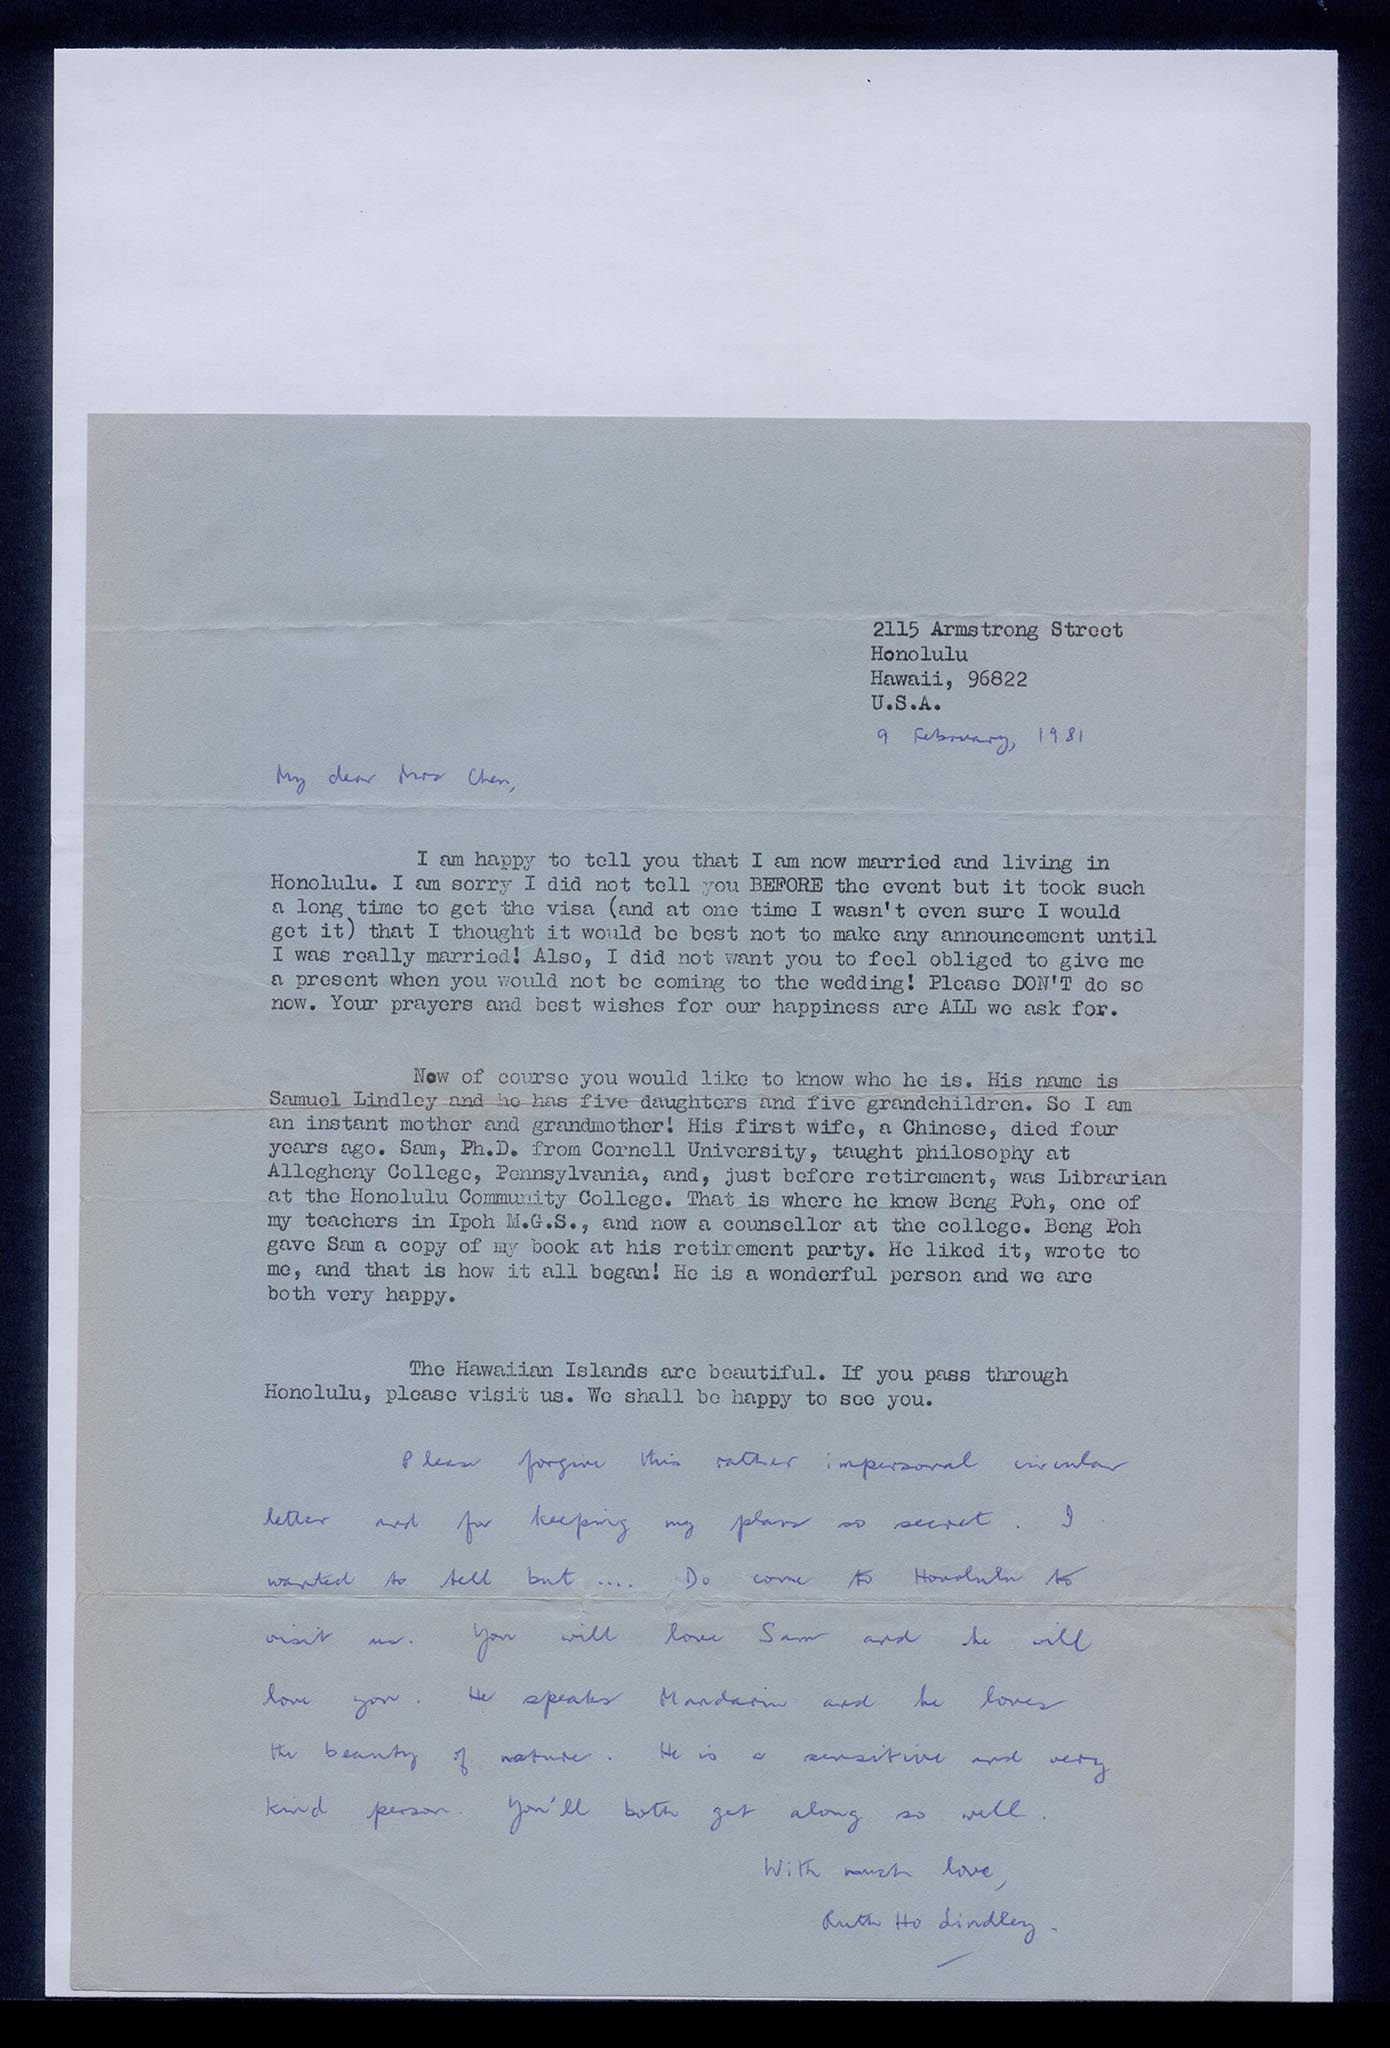 2115 Armstrong Street
Honolulu
Hawaii, 96822
U.S.A.
9 February, 1981
My dear Mrs Chen,
I am happy to tell you that I am now married and living in
Honolulu. I am sorry I did not tell you BEFORE the event but it took such
a long time to get the visa (and at one time I wasn't even sure I would
get it) that I thought it would be best not to make any announcement until
I was really married! Also, I did not want you to feel obliged to give me
a present when you would not be coming to the wedding! Please DON'T do so
now. Your prayers and best wishes for our happiness are ALL we ask for.
Now of course you would like to know who he is. His name is
Samuel Lindley and he has five daughters and five grandchildren. So I am
an instant mother and grandmother! His first wife, a Chinese, died four
years ago. Sam, Ph.D. from Cornell University, taught philosophy at
Allegheny College, Pennsylvania, and, just before retirement, was Librarian
at the Honolulu Community College. That is where he knew Beng Poh, one of
my teachers in Ipoh M.G.S., and now a counsellor at the college. Beng Poh
gave Sam a copy of my book at his retirement party. He liked it, wrote to
me, and that is how it all began! He is a wonderful person and we are
both very happy.
The Hawaiian Islands are beautiful. If you pass through
Honolulu, please visit us. We shall be happy to see you.
Please forgive this rather impersonal circular
letter and for keeping my plans so secret. I
wanted to tell but .... Do come to Honolulu to
visit us. You will love Sam and he will
love you. He speaks Mandarin and he loves
the beauty of nature. He is a sensitive and very
kind person. You'll both get along so well.
With much love,
Ruth Ho Lindley.